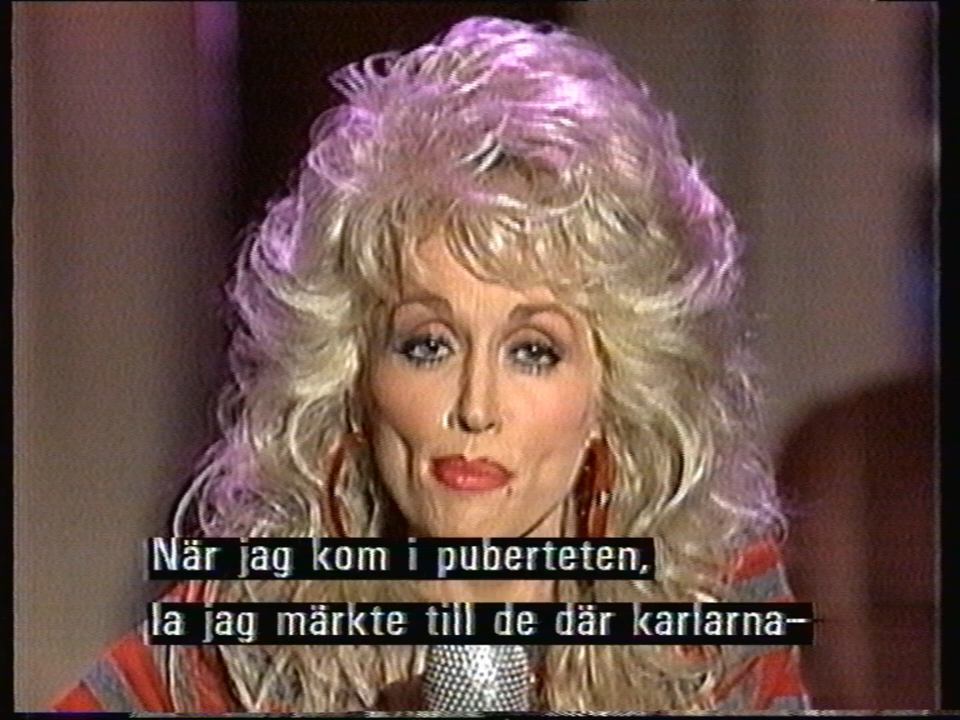 När jag kom i puberteten,
la jag märkte till de där karlarna–